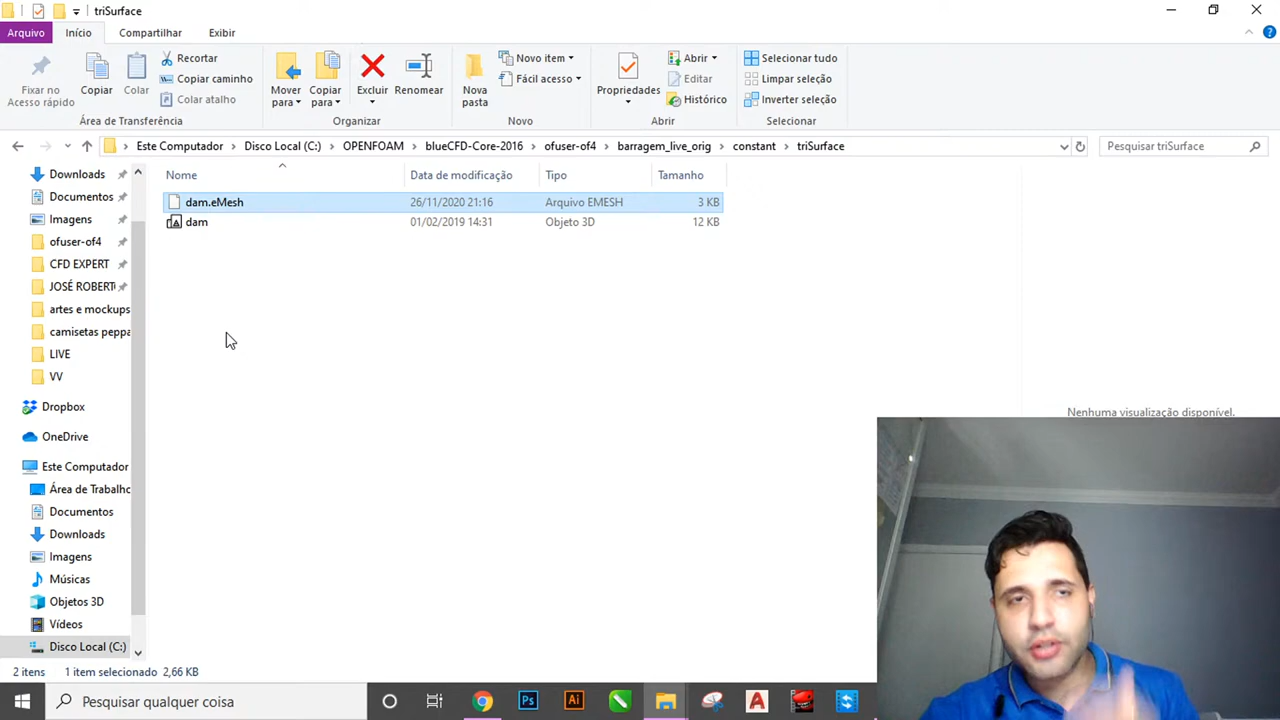 triSurface
Arquivo Início Compartilhar Exibir
Fixar no Acesso rápido
Copiar
Colar
Recortar
Copiar caminho
Colar atalho
Área de Transferência
Mover para
Copiar para
Excluir
Renomear
Organizar
Nova pasta
Novo item
Fácil acesso
Novo
Propriedades
Abrir
Editar
Histórico
Abrir
Selecionar tudo
Limpar seleção
Inverter seleção
Selecionar
Este Computador > Disco Local (C:) > OPENFOAM > blueCFD-Core-2016 > ofuser-of4 > barragem_live_orig > constant > triSurface
Pesquisar triSurface
Nome Data de modificação Tipo Tamanho
dam.eMesh 26/11/2020 21:16 Arquivo EMESH 3 KB
dam 01/02/2019 14:31 Objeto 3D 12 KB
Downloads
Documentos
Imagens
ofuser-of4
CFD EXPERT
JOSÉ ROBERT
artes e mockups
camisetas peppa
LIVE
VV
Dropbox
OneDrive
Este Computador
Área de Trabalho
Documentos
Downloads
Imagens
Músicas
Objetos 3D
Vídeos
Disco Local (C:)
Nenhuma visualização disponível.
2 itens 1 item selecionado 2,66 KB
Pesquisar qualquer coisa
Ps
Ai
A